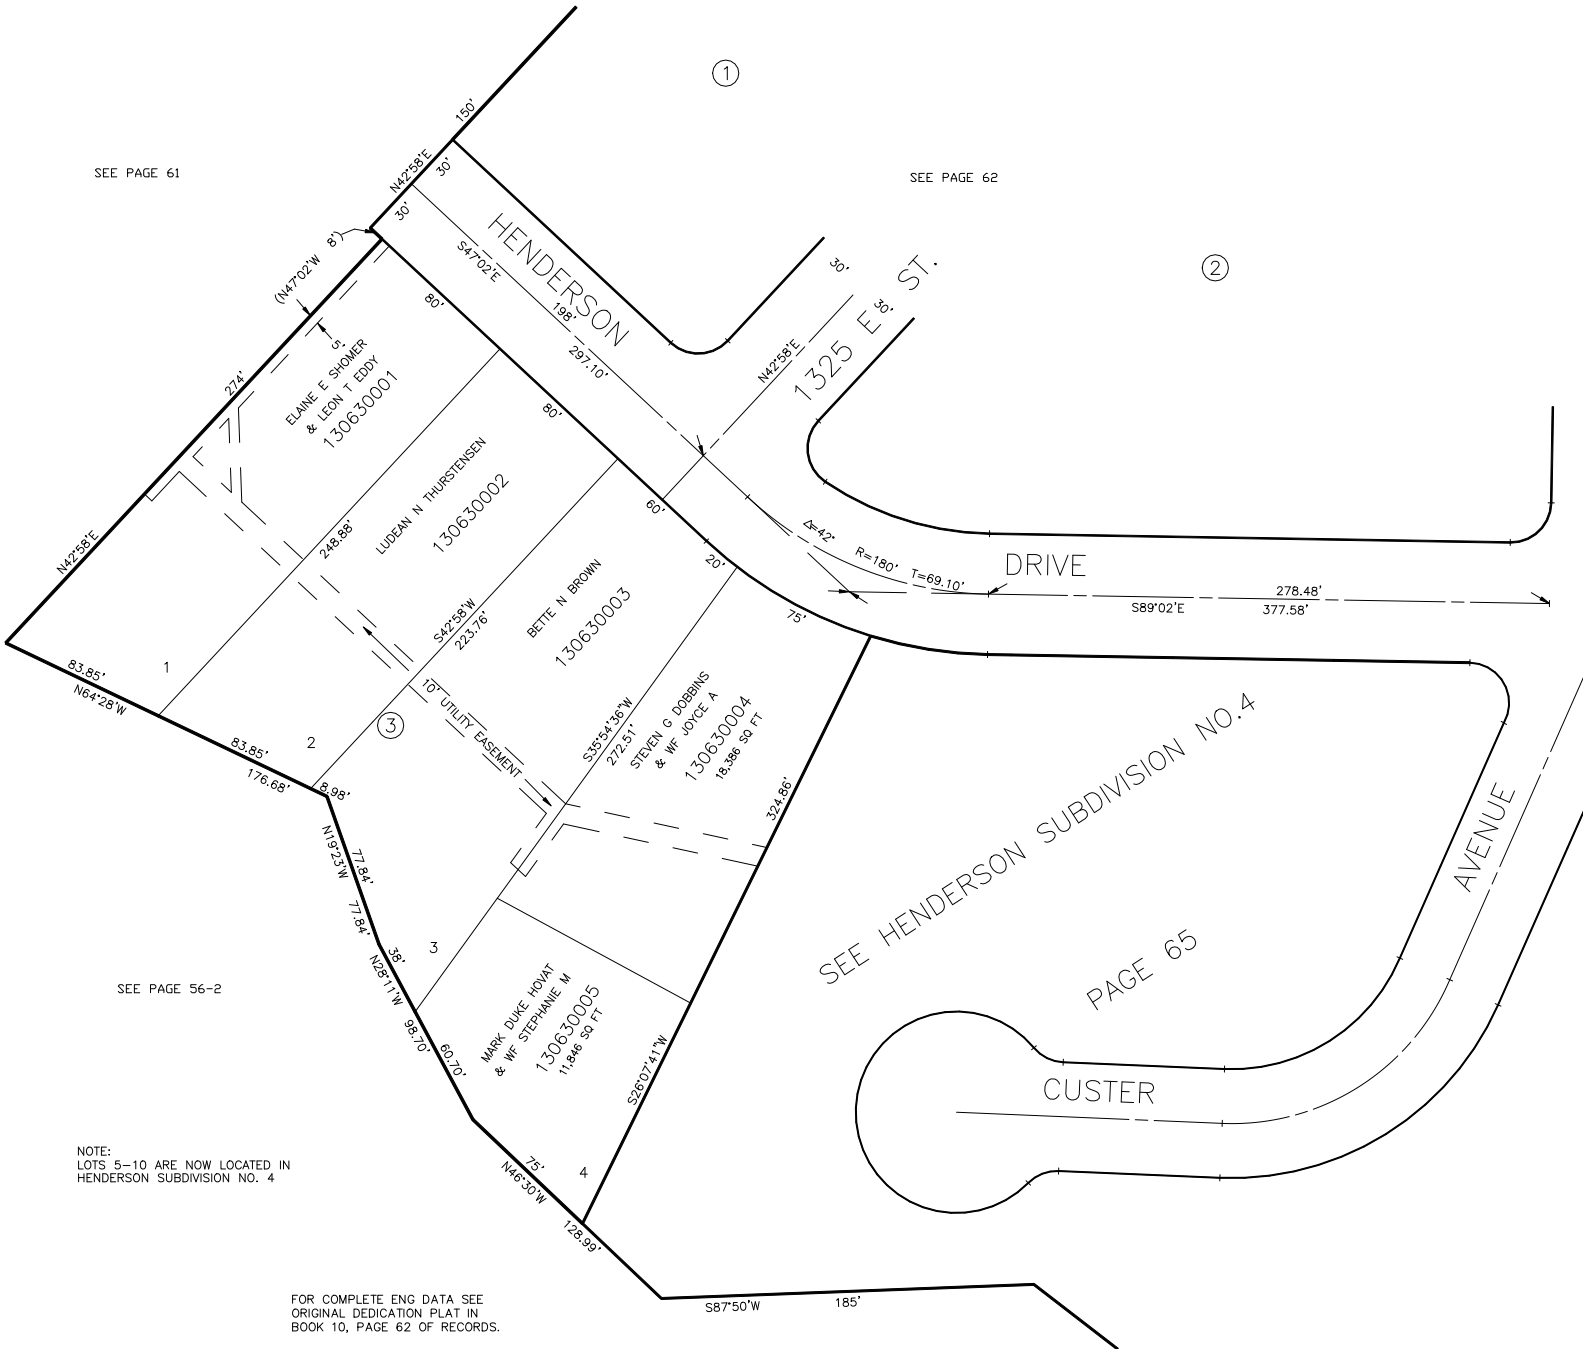 1
150'
N42°58'E
30'
30'
SEE PAGE 61
SEE PAGE 62
(N47°02'W 8')
S47°02'E
HENDERSON
198'
297.10'
30'
30'
1325 E ST.
N42°58'E
2
80'
80'
60'
20'
75'
274'
5'
ELAINE E SHOMER
& LEON T EDDY
130630001
N42°58'E
248.88'
LUDEAN N THURSTENSEN
130630002
S42°58'W
223.76'
BETTE N BROWN
130630003
Δ=42°
R=180'
T=69.10'
DRIVE
278.48'
S89°02'E
377.58'
1
83.85'
N64°28'W
2
83.85'
176.68'
8.98'
3
10' UTILITY EASEMENT
S35°54'36"W
272.51'
STEVEN G DOBBINS
& WF JOYCE A
130630004
18,386 SQ FT
324.86'
SEE HENDERSON SUBDIVISION NO.4
PAGE 65
AVENUE
N19°23'W
77.84'
77.84'
3
38'
N28°11'W
98.70'
60.70'
MARK DUKE HOVAT
& WF STEPHANIE M
130630005
11,846 SQ FT
S26°07'41"W
SEE PAGE 56-2
CUSTER
NOTE:
LOTS 5-10 ARE NOW LOCATED IN
HENDERSON SUBDIVISION NO. 4
75'
N46°30'W
4
128.99'
S87°50'W
185'
FOR COMPLETE ENG DATA SEE
ORIGINAL DEDICATION PLAT IN
BOOK 10, PAGE 62 OF RECORDS.